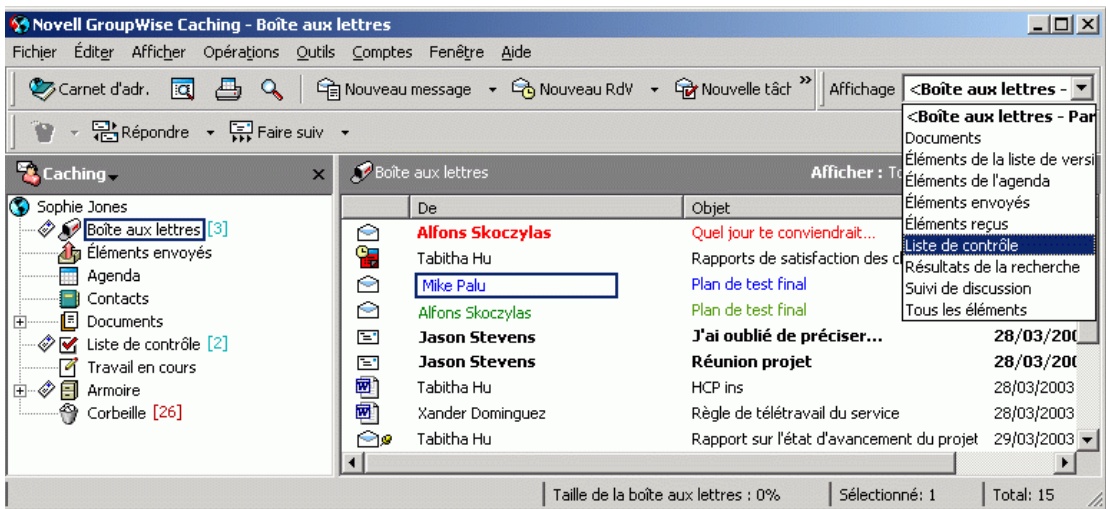 Novell GroupWise Caching - Boîte aux lettres
Fichier Éditer Afficher Opérations Outils Comptes Fenêtre Aide
Carnet d'adr. Nouveau message Nouveau RdV Nouvelle tâch Affichage <Boîte aux lettres -
Répondre Faire suiv
<Boîte aux lettres - Par
Documents
Éléments de la liste de versi
Éléments de l'agenda
Éléments envoyés
Éléments reçus
Liste de contrôle
Résultats de la recherche
Suivi de discussion
Tous les éléments
Caching
Sophie Jones
Boîte aux lettres [3]
Éléments envoyés
Agenda
Contacts
Documents
Liste de contrôle [2]
Travail en cours
Armoire
Corbeille [26]
Boîte aux lettres Afficher : To
De Objet
Alfons Skoczylas Quel jour te conviendrait...
Tabitha Hu Rapports de satisfaction des cl
Mike Palu Plan de test final
Alfons Skoczylas Plan de test final
Jason Stevens J'ai oublié de préciser... 28/03/200
Jason Stevens Réunion projet 28/03/200
Tabitha Hu HCP ins 28/03/2003
Xander Dominguez Règle de télétravail du service 28/03/2003
Tabitha Hu Rapport sur l'état d'avancement du projet 29/03/2003
Taille de la boîte aux lettres : 0% Sélectionné: 1 Total: 15